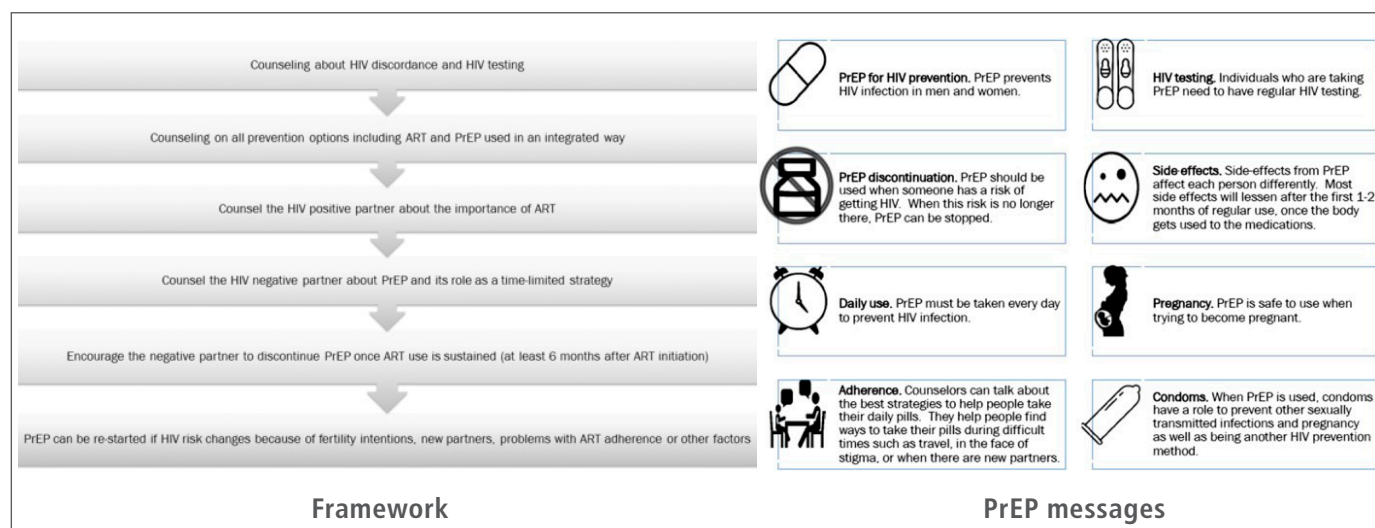 Counseling about HIV discordance and HIV testing
Counseling on all prevention options including ART and PrEP used in an integrated way
Counsel the HIV positive partner about the importance of ART
Counsel the HIV negative partner about PrEP and its role as a time-limited strategy
Encourage the negative partner to discontinue PrEP once ART use is sustained (at least 6 months after ART initiation)
PrEP can be re-started if HIV risk changes because of fertility intentions, new partners, problems with ART adherence or other factors
Framework
PrEP for HIV prevention. PrEP prevents
HIV infection in men and women.
HIV testing. Individuals who are taking
PrEP need to have regular HIV testing.
PrEP discontinuation. PrEP should be
used when someone has a risk of
getting HIV. When this risk is no longer
there, PrEP can be stopped.
Side-effects. Side-effects from PrEP
affect each person differently. Most
side effects will lessen after the first 1-2
months of regular use, once the body
gets used to the medications.
Daily use. PrEP must be taken every day
to prevent HIV infection.
Pregnancy. PrEP is safe to use when
trying to become pregnant.
Adherence. Counselors can talk about
the best strategies to help people take
their daily pills. They help people find
ways to take their pills during difficult
times such as travel, in the face of
stigma, or when there are new partners.
Condoms. When PrEP is used, condoms
have a role to prevent other sexually
transmitted infections and pregnancy
as well as being another HIV prevention
method.
PrEP messages